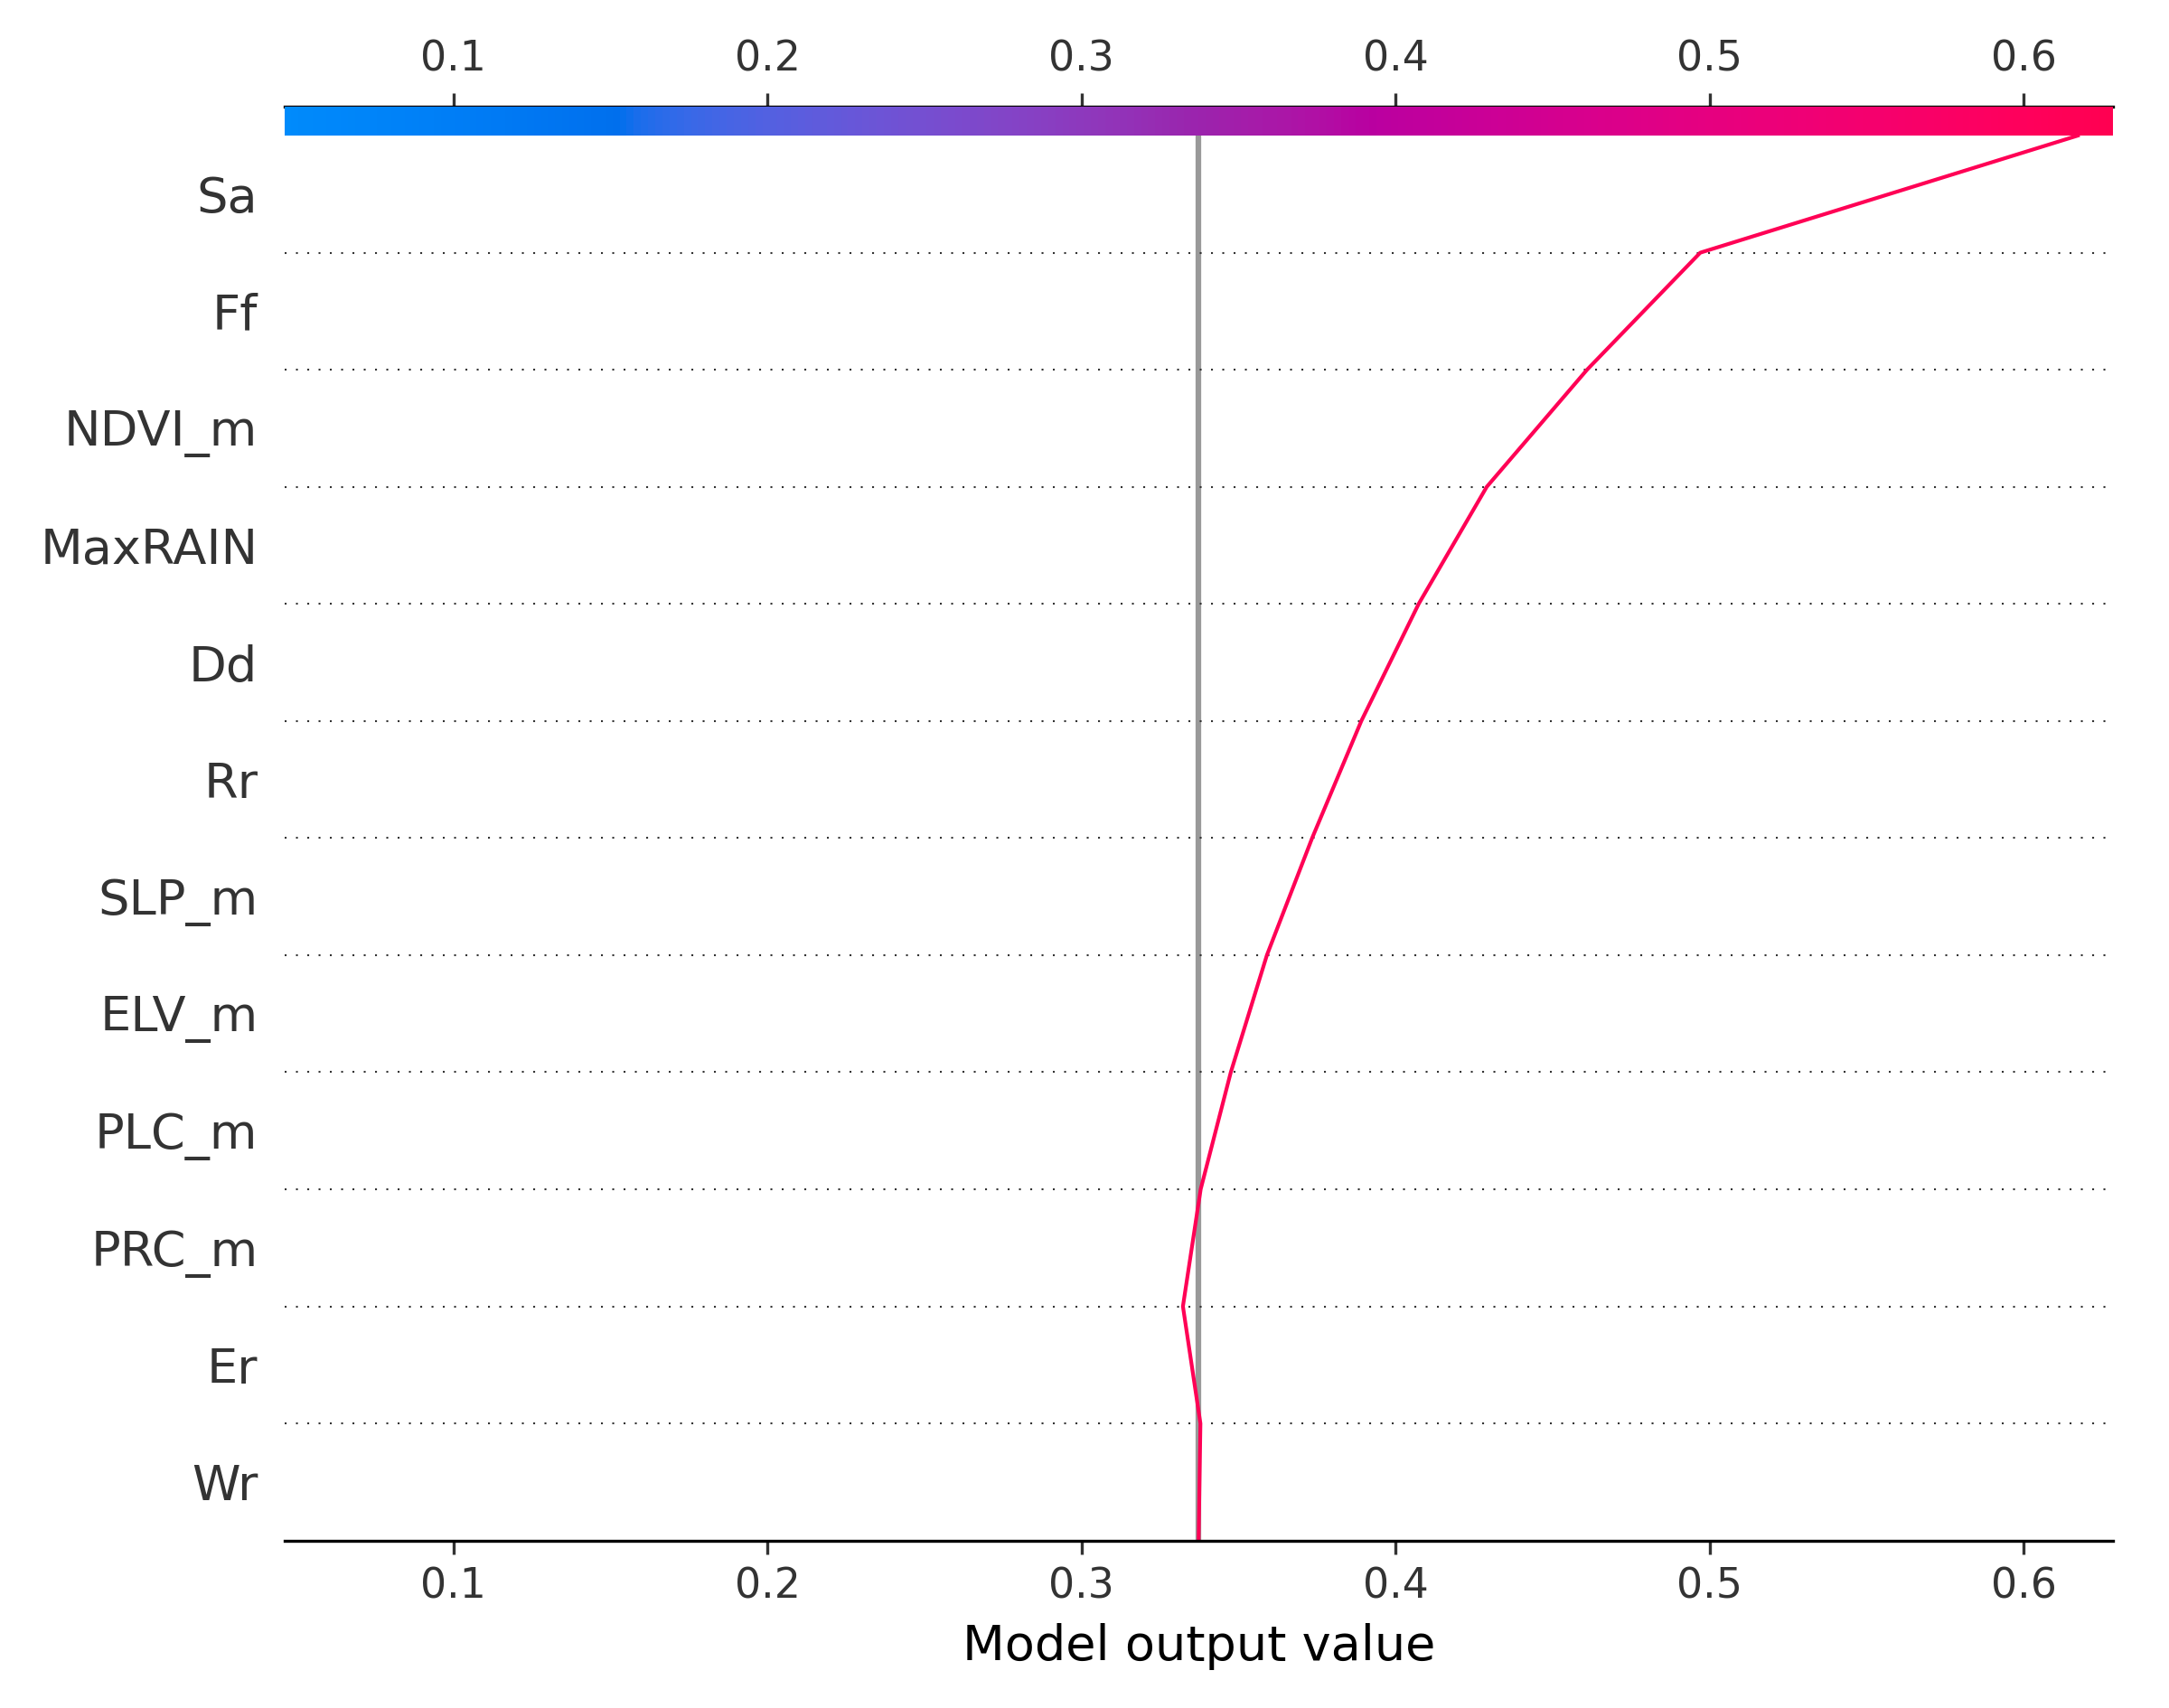 0.1 0.2 0.3 0.4 0.5 0.6
Sa
Ff
NDVI_m
MaxRAIN
Dd
Rr
SLP_m
ELV_m
PLC_m
PRC_m
Er
Wr
0.1 0.2 0.3 0.4 0.5 0.6
Model output value